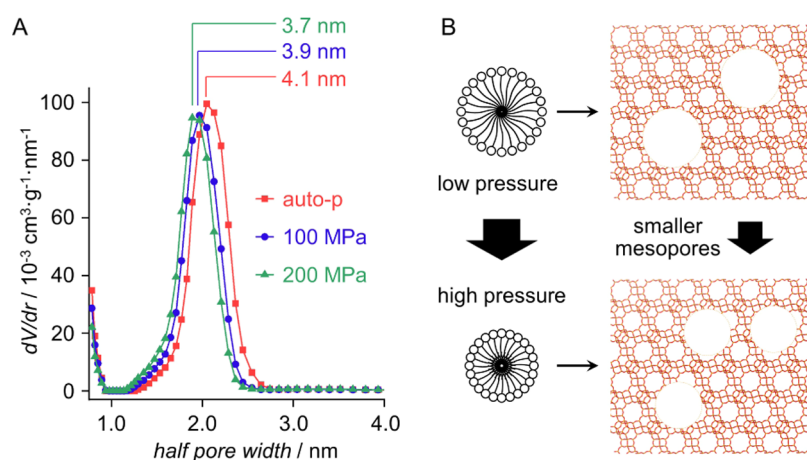 A
3.7 nm
3.9 nm
4.1 nm
dV/dr / 10⁻³ cm³·g⁻¹·nm⁻¹
100
80
60
40
20
0
auto-p
100 MPa
200 MPa
1.0 2.0 3.0 4.0
half pore width / nm
B
low pressure
smaller
mesopores
high pressure